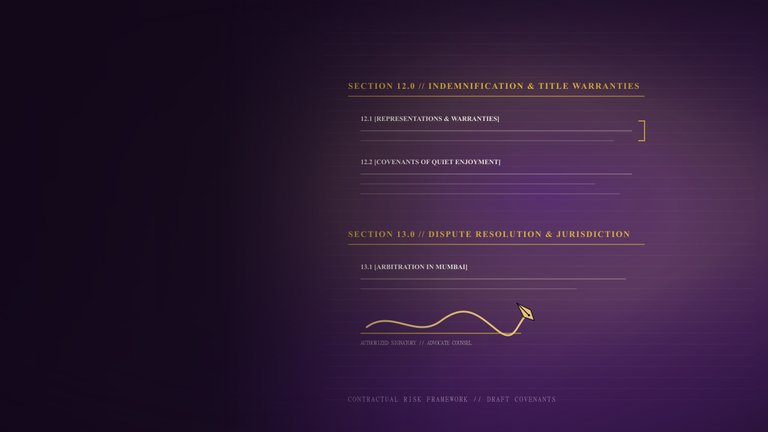 SECTION 12.0 // INDEMNIFICATION & TITLE WARRANTIES
12.1 [REPRESENTATIONS & WARRANTIES]
12.2 [COVENANTS OF QUIET ENJOYMENT]
SECTION 13.0 // DISPUTE RESOLUTION & JURISDICTION
13.1 [ARBITRATION IN MUMBAI]
AUTHORIZED SIGNATORY // ADVOCATE COUNSEL
CONTRACTUAL RISK FRAMEWORK // DRAFT COVENANTS